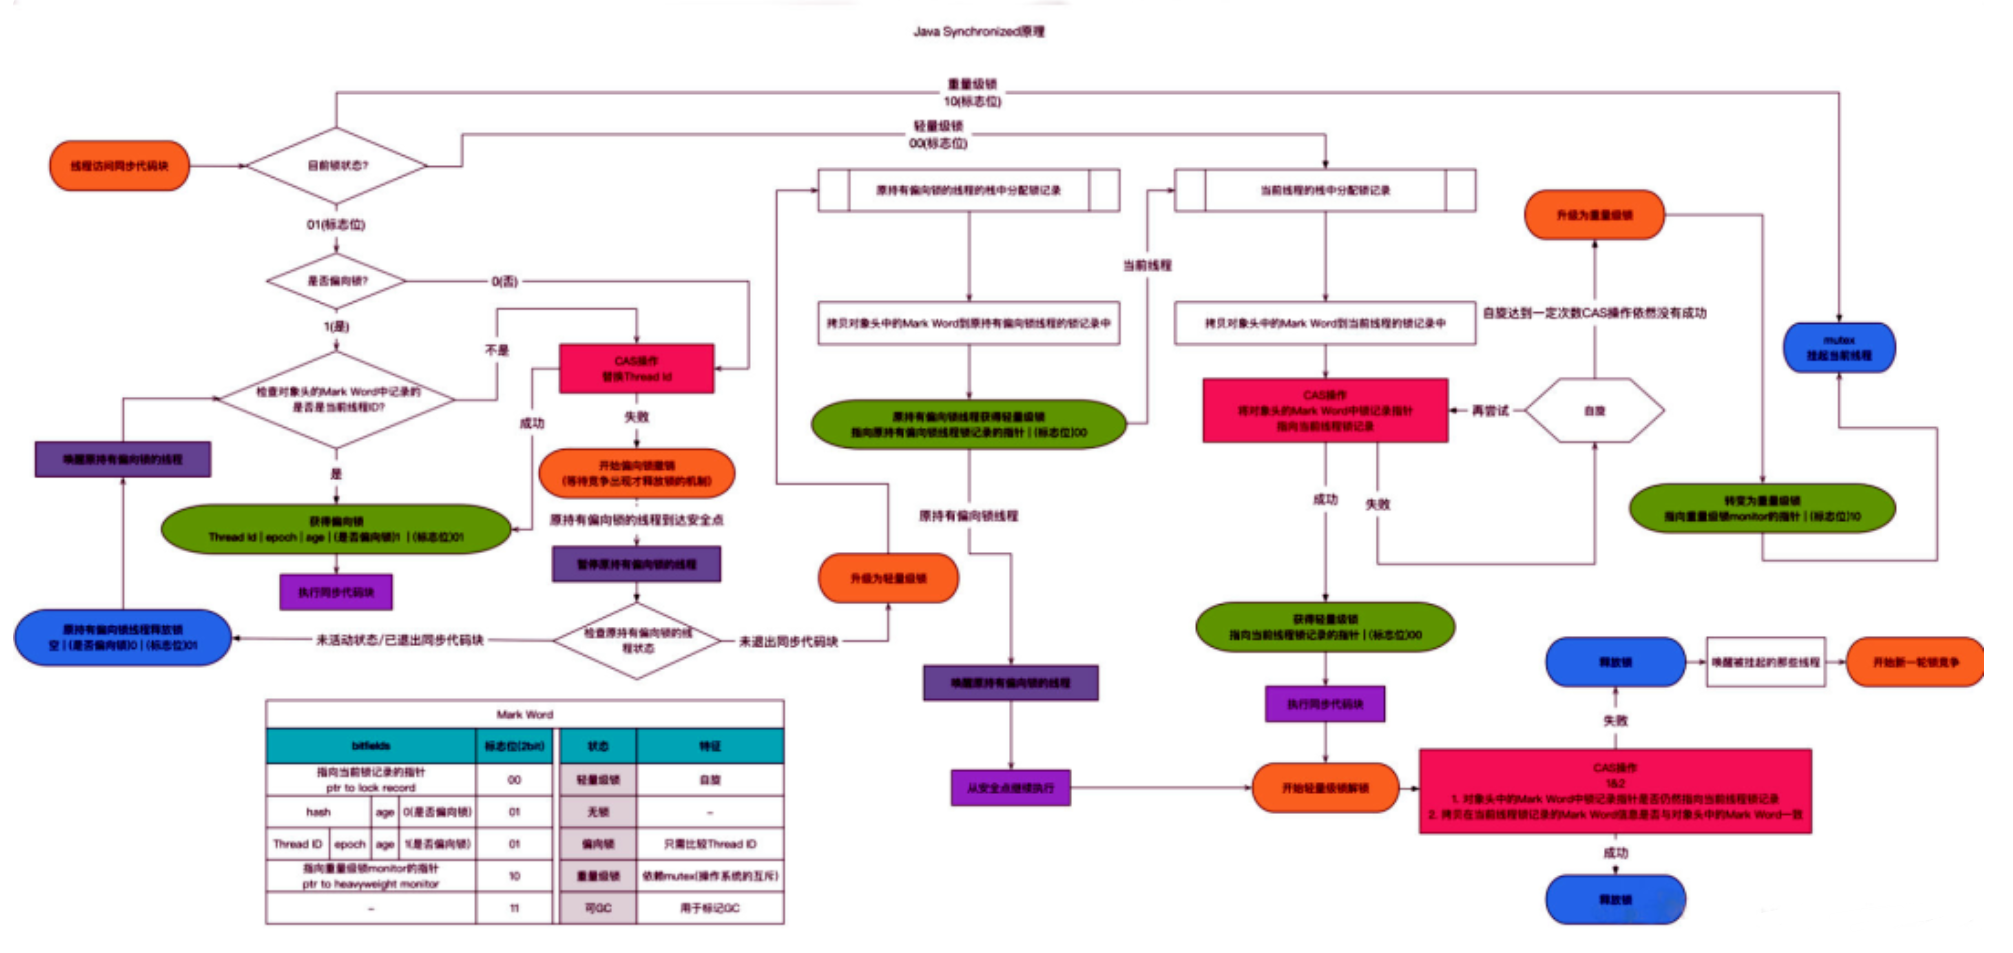 Java Synchronized原理
重量级锁
10(标志位)
轻量级锁
00(标志位)
线程访问同步代码块
目前锁状态?
原持有偏向锁的线程的栈中分配锁记录
当前线程的栈中分配锁记录
升级为重量级锁
01(标志位)
是否偏向锁?
0(否)
当前线程
1(是)
不是
拷贝对象头中的Mark Word到原持有偏向锁线程的锁记录中
拷贝对象头中的Mark Word到当前线程的锁记录中
自旋达到一定次数CAS操作依然没有成功
mutex
挂起当前线程
CAS操作
替换Thread Id
检查对象头的Mark Word中记录的
是否是当前线程ID?
成功
失败
原持有偏向锁线程获得轻量级锁
指向原持有偏向锁线程锁记录的指针 | (标志位)00
CAS操作
将对象头的Mark Word中锁记录指针
指向当前线程锁记录
再尝试
自旋
唤醒原持有偏向锁的线程
是
开始偏向锁撤销
(等待竞争出现才释放锁的机制)
获得偏向锁
Thread Id | epoch | age | (是否偏向锁)1 | (标志位)01
原持有偏向锁的线程到达安全点
原持有偏向锁线程
成功
失败
转变为重量级锁
指向重量级锁monitor的指针 | (标志位)10
执行同步代码块
暂停原持有偏向锁的线程
升级为轻量级锁
原持有偏向锁线程释放锁
空 | (是否偏向锁)0 | (标志位)01
未活动状态/已退出同步代码块
检查原持有偏向锁的线
程状态
未退出同步代码块
获得轻量级锁
指向当前线程锁记录的指针 | (标志位)00
唤醒原持有偏向锁的线程
执行同步代码块
释放锁
唤醒被挂起的那些线程
开始新一轮锁竞争
失败
从安全点继续执行
开始轻量级锁解锁
CAS操作
1&2
1. 对象头中的Mark Word中锁记录指针是否仍然指向当前线程锁记录
2. 拷贝在当前线程锁记录的Mark Word信息是否与对象头中的Mark Word一致
成功
释放锁
Mark Word
bitfields 标志位(2bit) 状态 特征
指向当前锁记录的指针
ptr to lock record 00 轻量级锁 自旋
hash age 0(是否偏向锁) 01 无锁 –
Thread ID epoch age 1(是否偏向锁) 01 偏向锁 只需比较Thread ID
指向重量级锁monitor的指针
ptr to heavyweight monitor 10 重量级锁 依赖mutex(操作系统的互斥)
– 11 可GC 用于标记GC